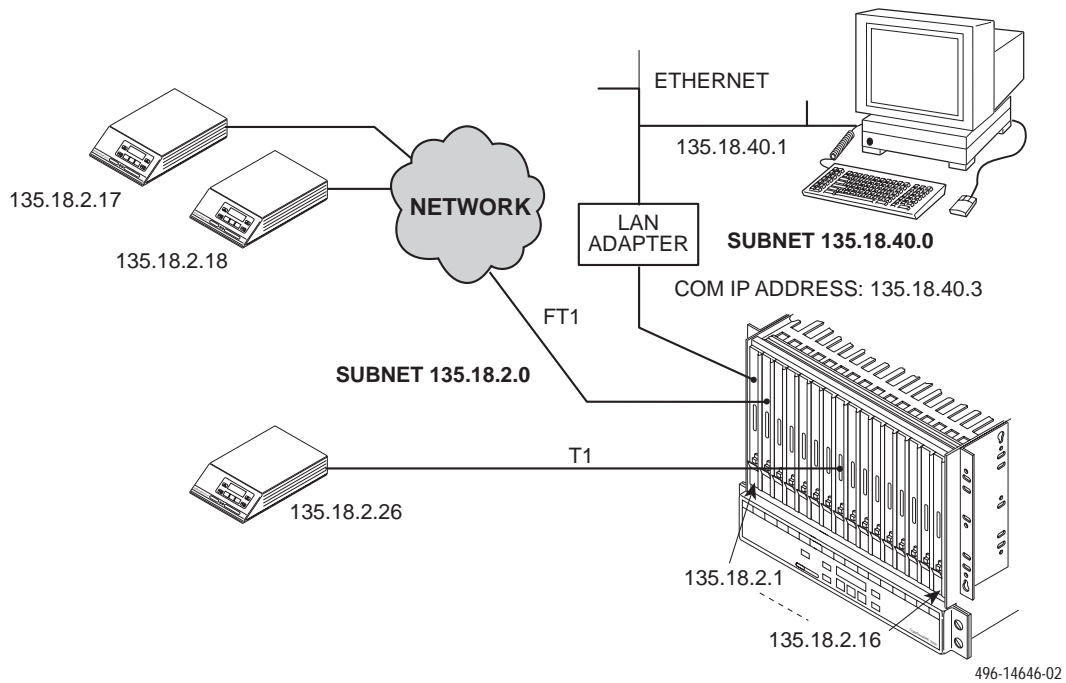 ETHERNET
135.18.40.1
135.18.2.17
NETWORK
LAN
ADAPTER
SUBNET 135.18.40.0
135.18.2.18
COM IP ADDRESS: 135.18.40.3
FT1
SUBNET 135.18.2.0
T1
135.18.2.26
135.18.2.1
135.18.2.16
496-14646-02